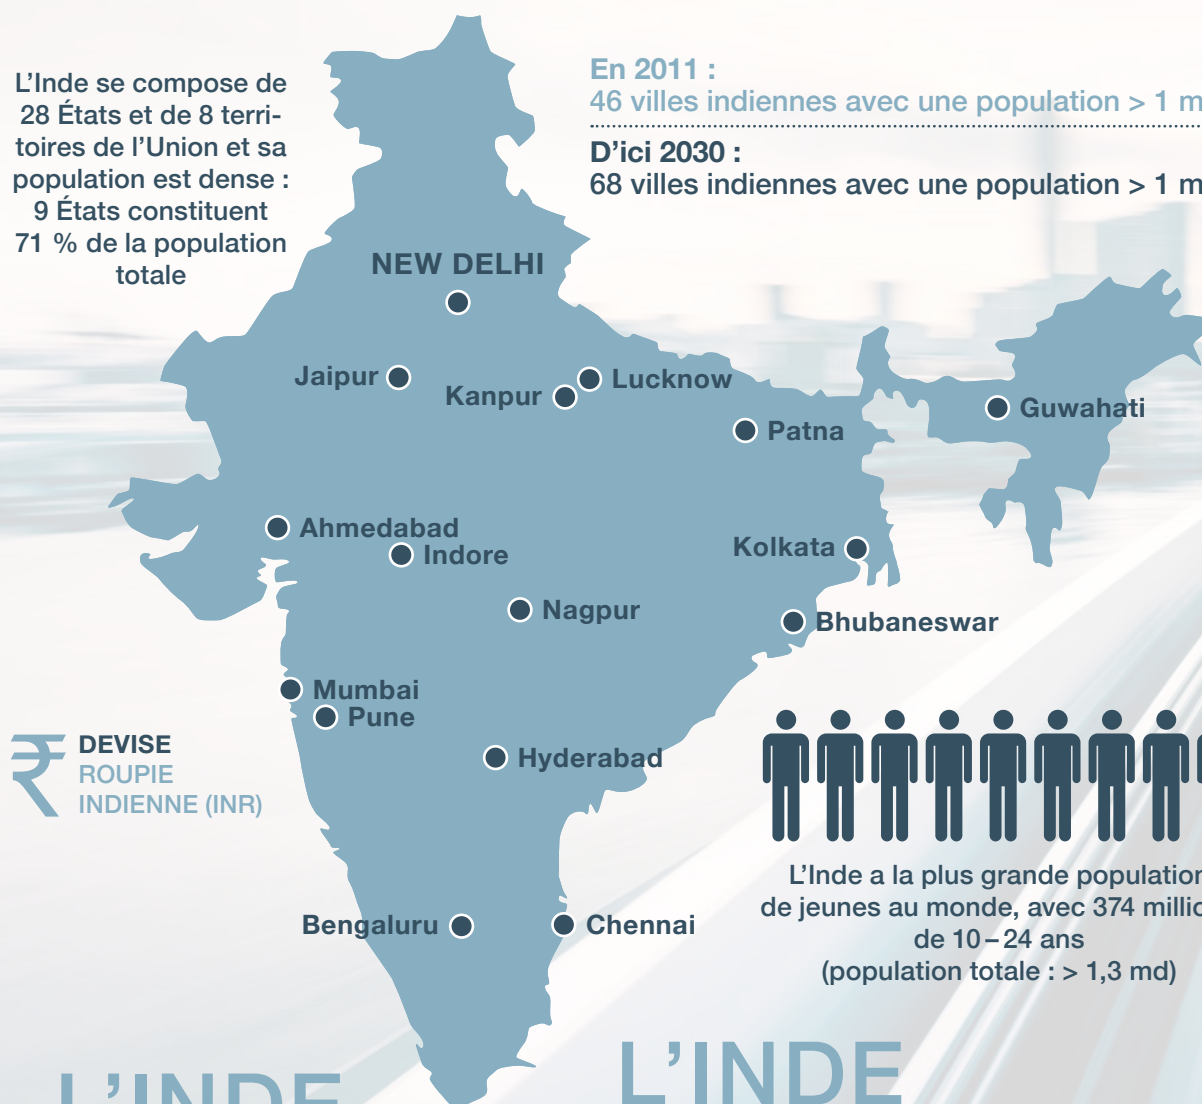 L'Inde se compose de
28 États et de 8 terri-
toires de l'Union et sa
population est dense :
9 États constituent
71 % de la population
totale
En 2011 :
46 villes indiennes avec une population > 1 m
D'ici 2030 :
68 villes indiennes avec une population > 1 m
NEW DELHI
Jaipur
Kanpur
Lucknow
Patna
Guwahati
Ahmedabad
Indore
Kolkata
Nagpur
Bhubaneswar
Mumbai
Pune
Hyderabad
₹ DEVISE
ROUPIE
INDIENNE (INR)
Bengaluru
Chennai
L'Inde a la plus grande population
de jeunes au monde, avec 374 millio
de 10 – 24 ans
(population totale : > 1,3 md)
L'INDE
L'INDE